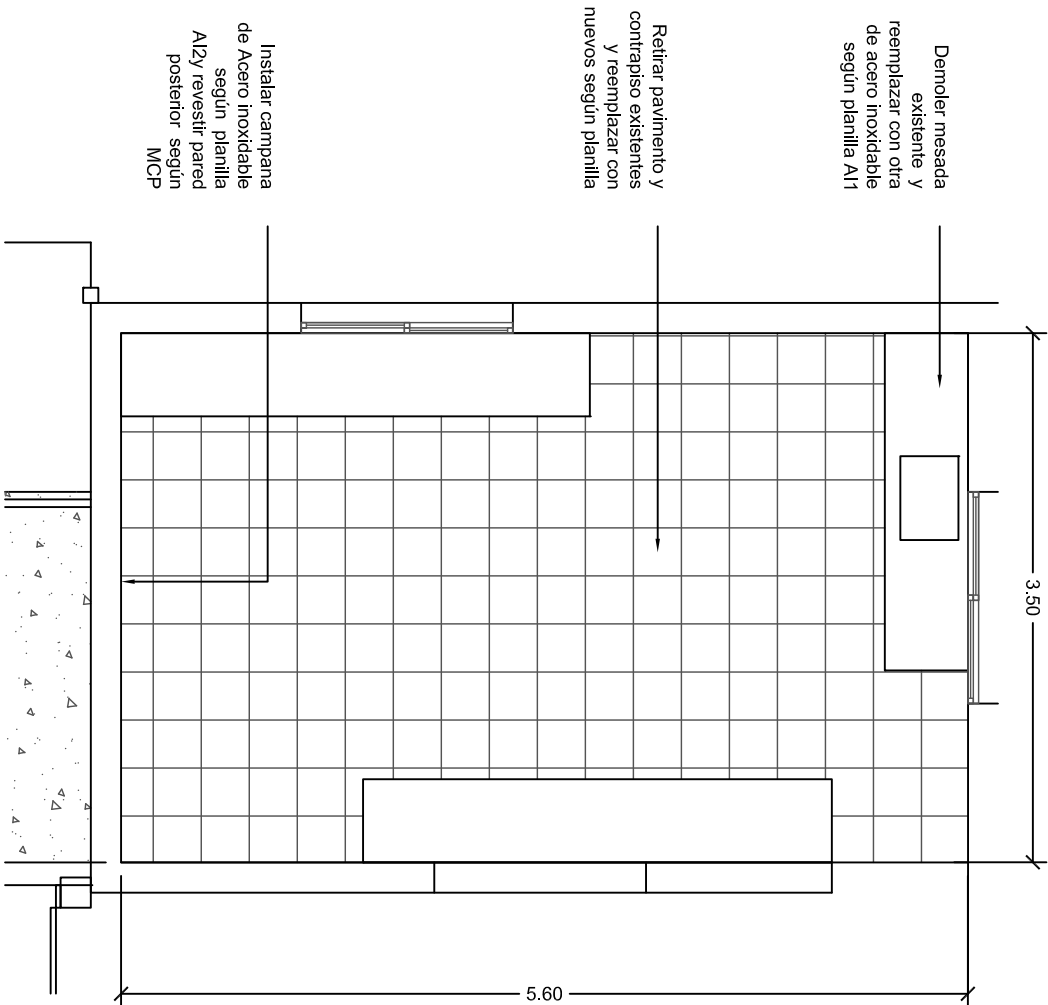 Demoler mesada
existente y
reemplazar con otra
de acero inoxidable
según planilla AI1
Retirar pavimento y
contrapiso existentes
y reemplazar con
nuevos según planilla
Instalar campana
de Acero inoxidable
según planilla
AI2y revestir pared
posterior según
MCP
3.50
5.60